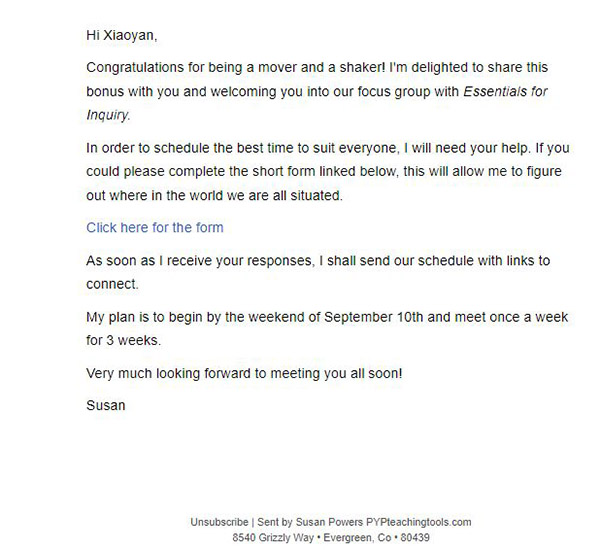 Hi Xiaoyan,
Congratulations for being a mover and a shaker! I'm delighted to share this
bonus with you and welcoming you into our focus group with Essentials for
Inquiry.
In order to schedule the best time to suit everyone, I will need your help. If you
could please complete the short form linked below, this will allow me to figure
out where in the world we are all situated.
Click here for the form
As soon as I receive your responses, I shall send our schedule with links to
connect.
My plan is to begin by the weekend of September 10th and meet once a week
for 3 weeks.
Very much looking forward to meeting you all soon!
Susan
Unsubscribe | Sent by Susan Powers PYPteachingtools.com
8540 Grizzly Way • Evergreen, Co • 80439